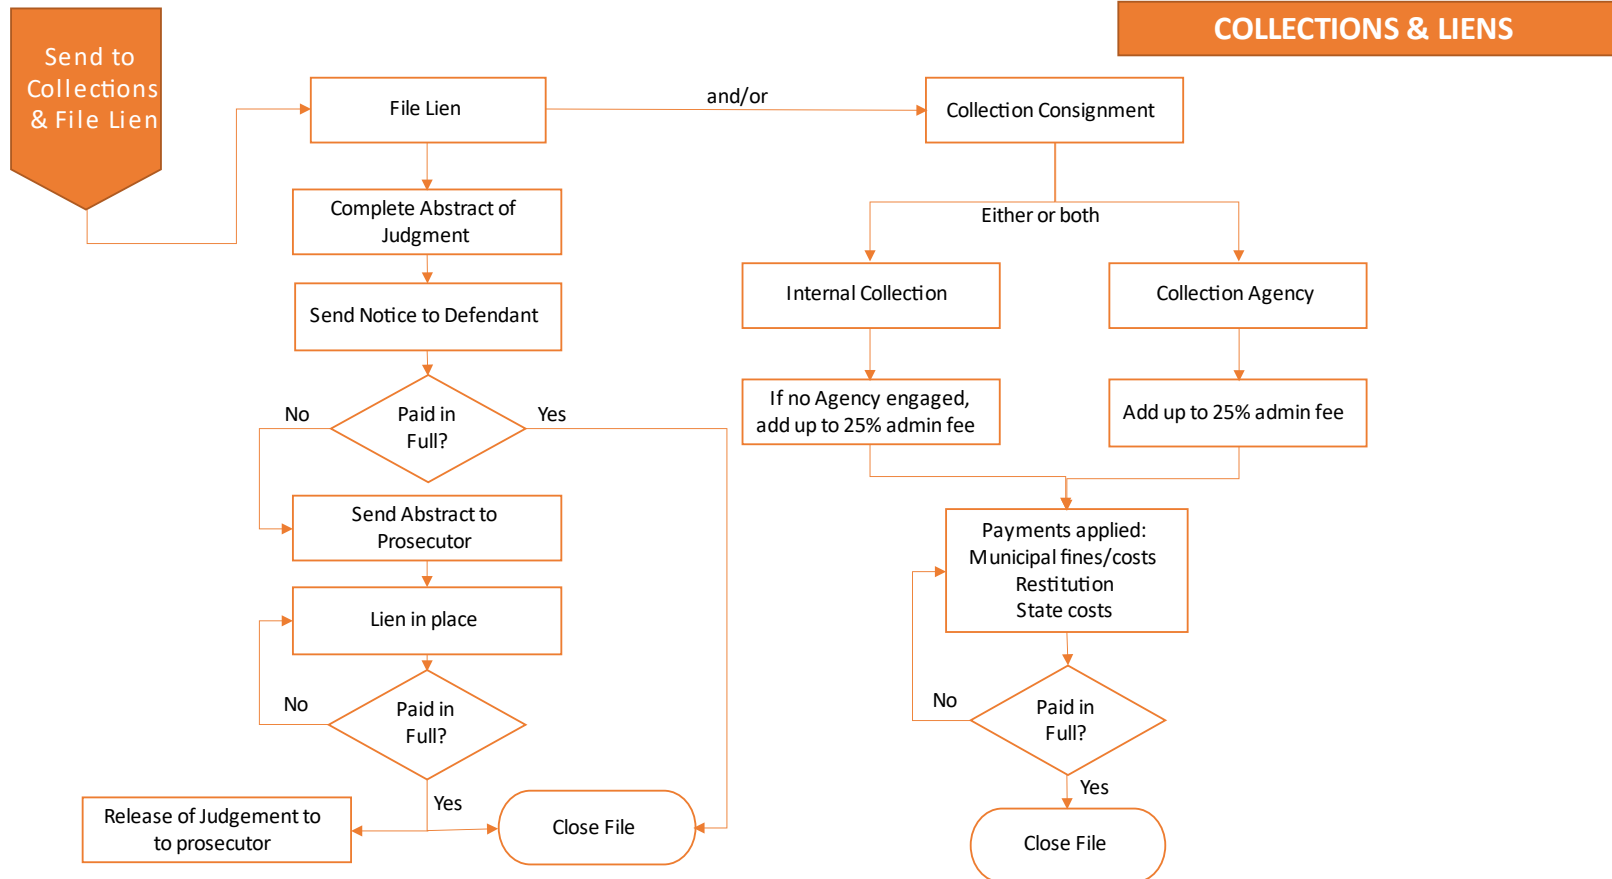 COLLECTIONS & LIENS
Send to
Collections
& File Lien
File Lien
and/or
Collection Consignment
Complete Abstract of
Judgment
Either or both
Send Notice to Defendant
Internal Collection
Collection Agency
No
Paid in
Full?
Yes
If no Agency engaged,
add up to 25% admin fee
Add up to 25% admin fee
Send Abstract to
Prosecutor
Payments applied:
Municipal fines/costs
Restitution
State costs
Lien in place
No
Paid in
Full?
No
Paid in
Full?
Yes
Yes
Release of Judgement to
to prosecutor
Close File
Close File